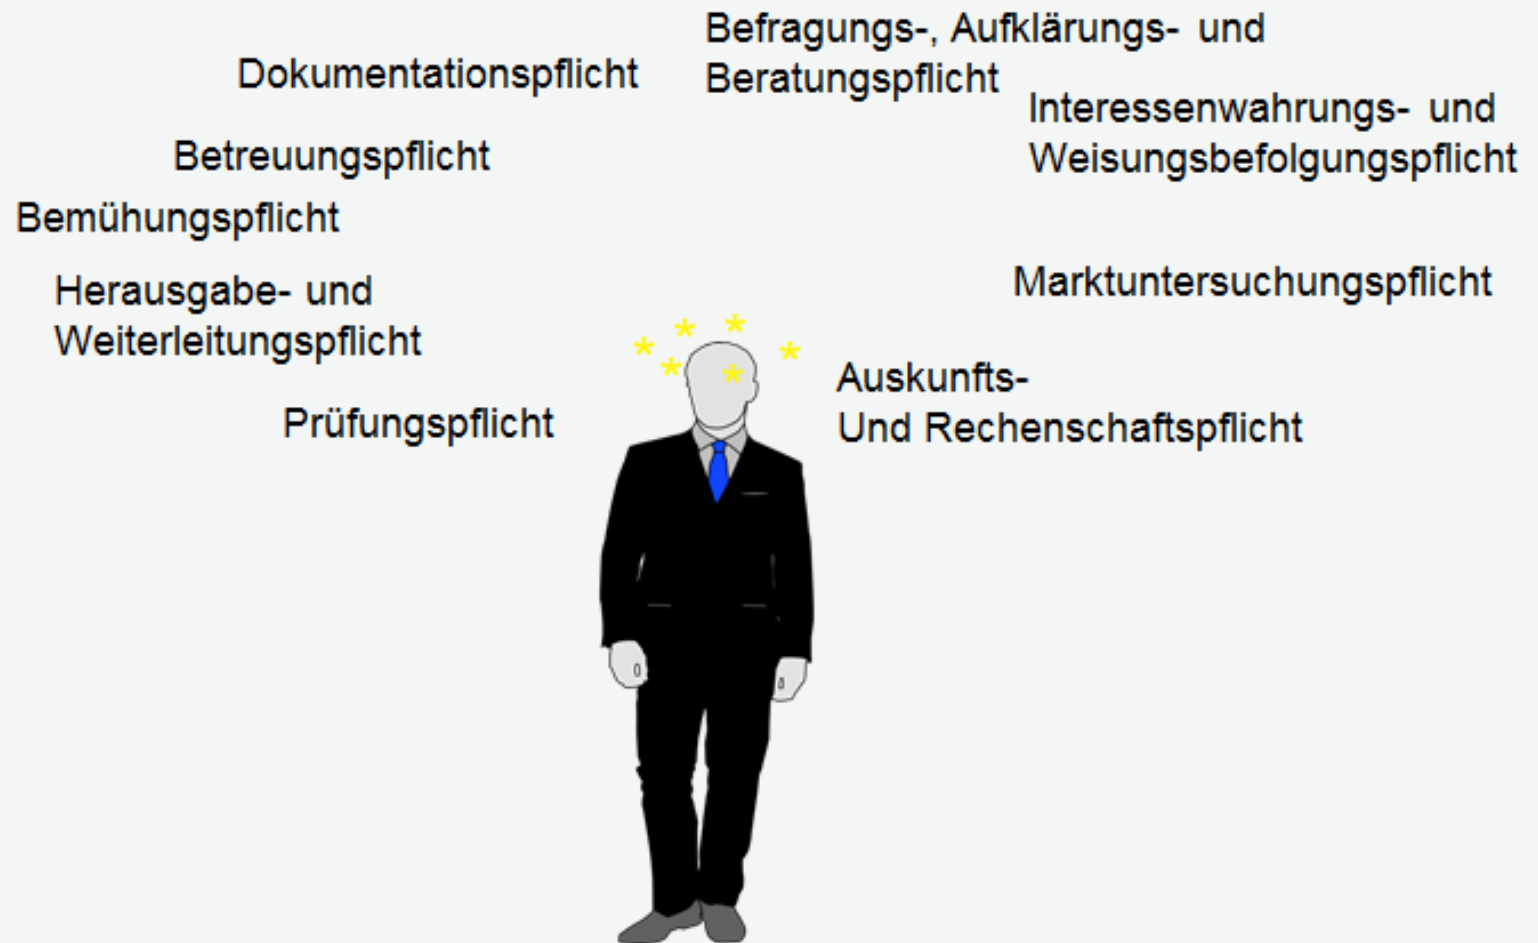 Dokumentationspflicht
Befragungs-, Aufklärungs- und
Beratungspflicht
Interessenwahrungs- und
Weisungsbefolgungspflicht
Betreuungspflicht
Bemühungspflicht
Herausgabe- und
Weiterleitungspflicht
Marktuntersuchungspflicht
Prüfungspflicht
Auskunfts-
Und Rechenschaftspflicht